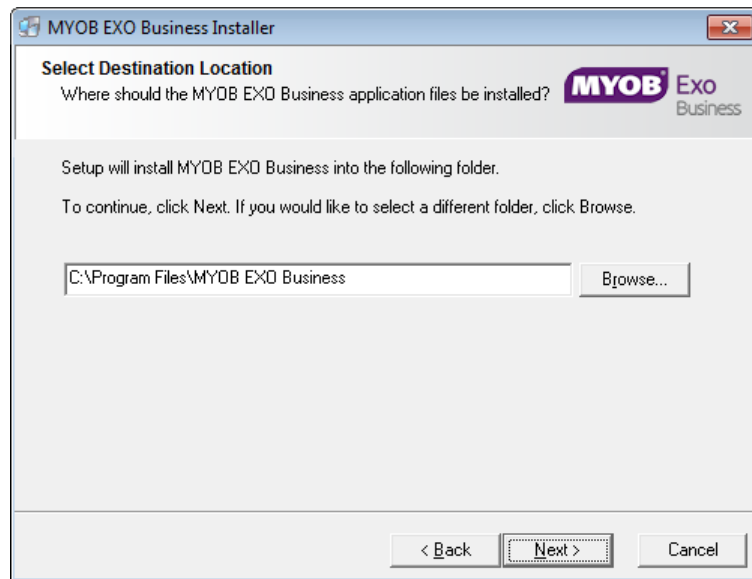 MYOB EXO Business Installer
Select Destination Location
Where should the MYOB EXO Business application files be installed?
MYOB Exo
Business
Setup will install MYOB EXO Business into the following folder.
To continue, click Next. If you would like to select a different folder, click Browse.
C:\Program Files\MYOB EXO Business
Browse...
< Back
Next >
Cancel